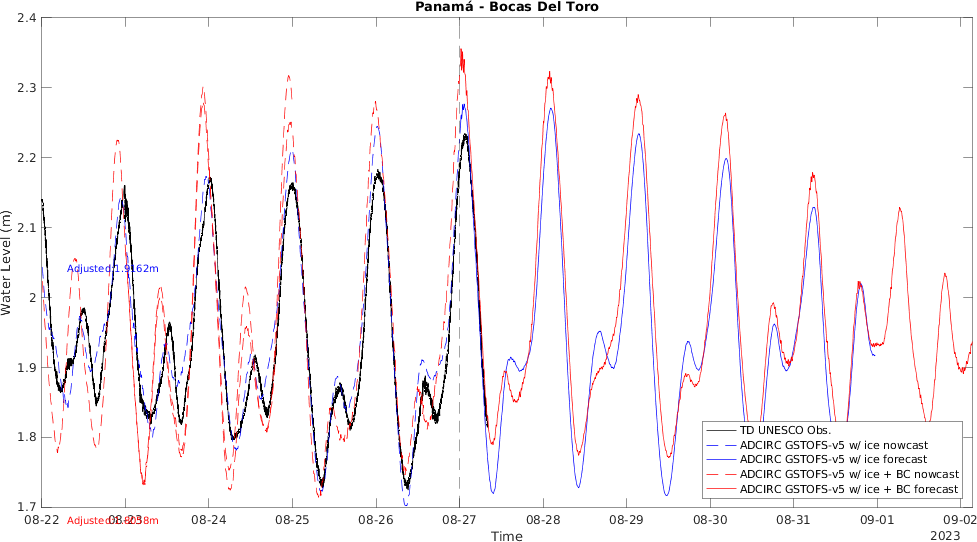 Panamá - Bocas Del Toro
2.4
2.3
2.2
2.1
2
1.9
1.8
1.7
Water Level (m)
Adjusted 1.9162m
TD UNESCO Obs.
ADCIRC GSTOFS-v5 w/ ice nowcast
ADCIRC GSTOFS-v5 w/ ice forecast
ADCIRC GSTOFS-v5 w/ ice + BC nowcast
ADCIRC GSTOFS-v5 w/ ice + BC forecast
08-22 08-23 08-24 08-25 08-26 08-27 08-28 08-29 08-30 08-31 09-01 09-02
Adjusted
Time
2023